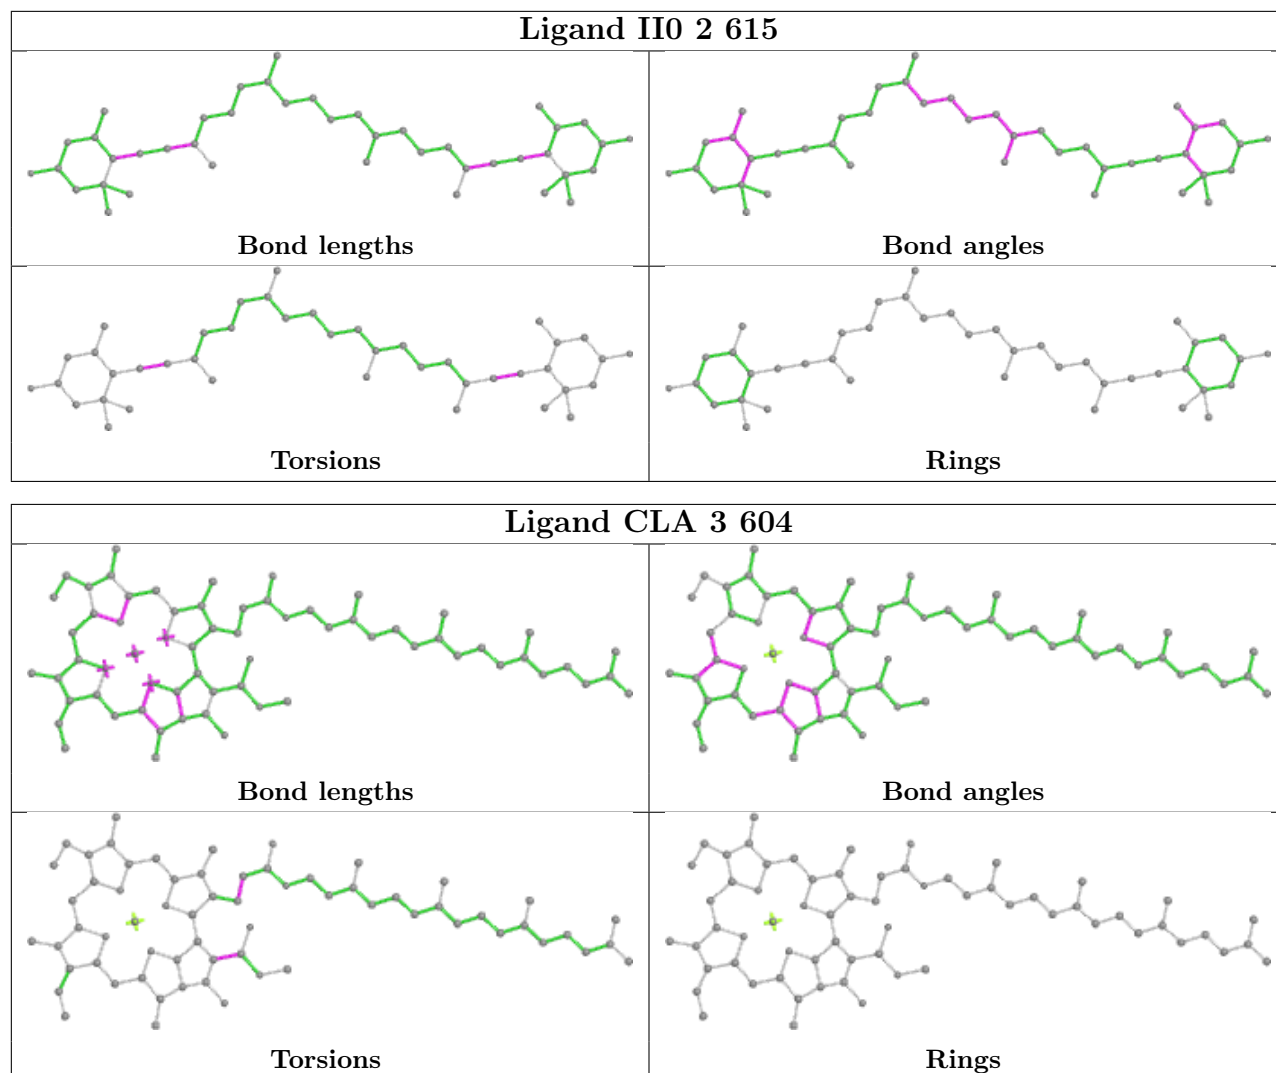 Ligand II0 2 615
Bond lengths
Bond angles
Torsions
Rings
Ligand CLA 3 604
Bond lengths
Bond angles
Torsions
Rings